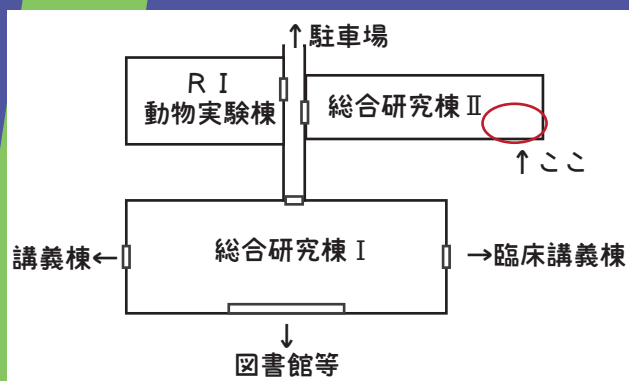 ↑駐車場
RI
動物実験棟
総合研究棟Ⅱ
↑ここ
講義棟←
総合研究棟Ⅰ
→臨床講義棟
↓
図書館等